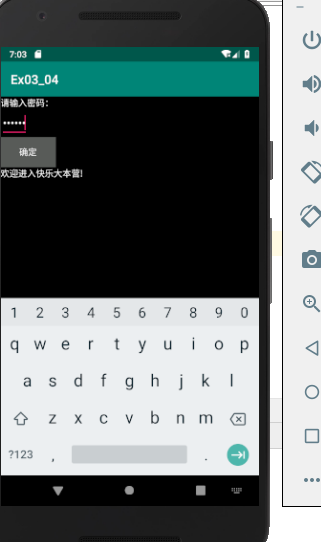 7:03
Ex03_04
请输入密码：
••••••
确定
欢迎进入快乐大本营!
1 2 3 4 5 6 7 8 9 0
q w e r t y u i o p
a s d f g h j k l
z x c v b n m
?123 , .